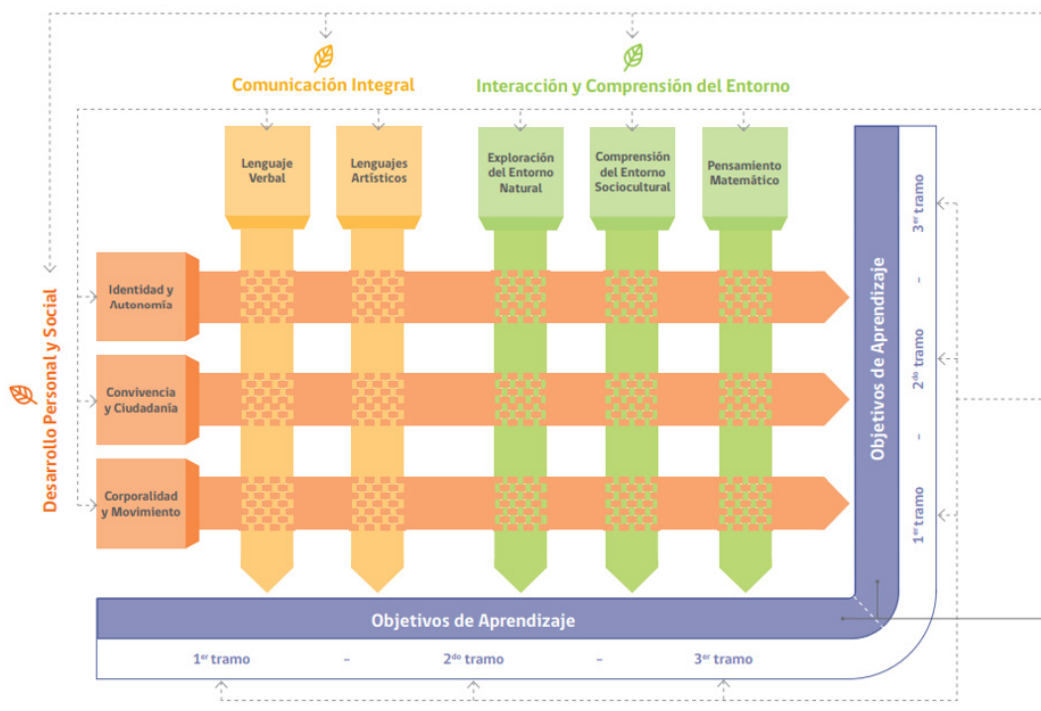 Comunicación Integral
Interacción y Comprensión del Entorno
Lenguaje
Verbal
Lenguajes
Artísticos
Exploración
del Entorno
Natural
Comprensión
del Entorno
Sociocultural
Pensamiento
Matemático
Desarrollo Personal y Social
Identidad y
Autonomía
Convivencia
y Ciudadanía
Corporalidad
y Movimiento
Objetivos de Aprendizaje
1er tramo - 2do tramo - 3er tramo
Objetivos de Aprendizaje
1er tramo - 2do tramo - 3er tramo